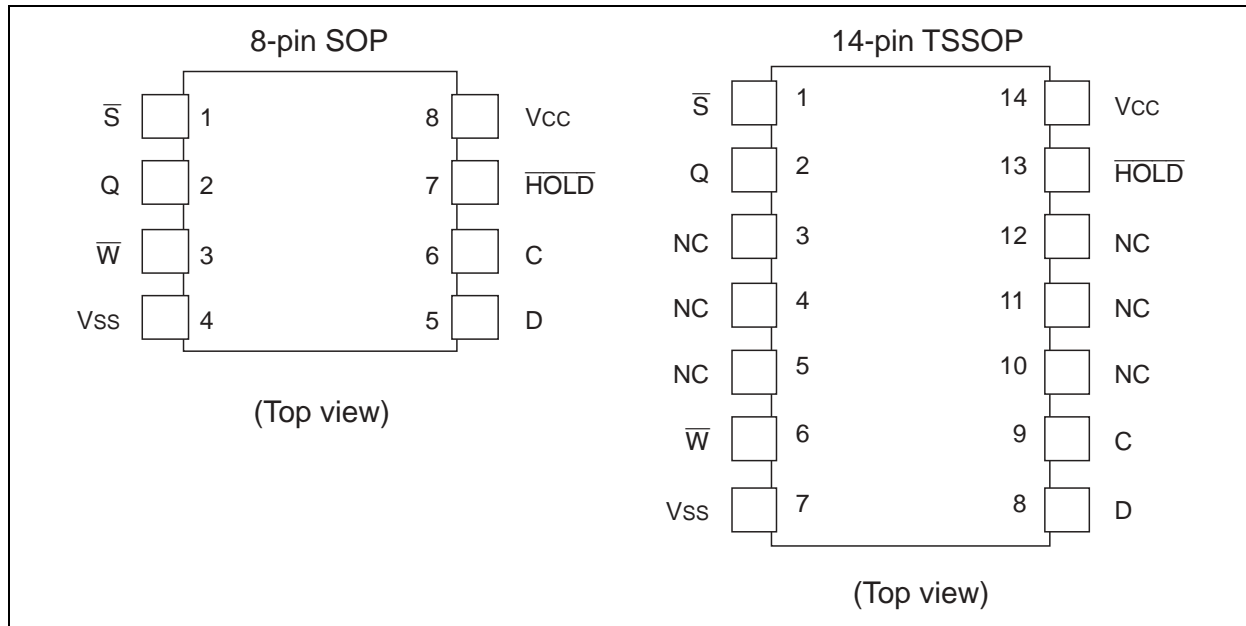 8-pin SOP
S̅ 1 8 VCC
Q 2 7 H̅O̅L̅D̅
W̅ 3 6 C
VSS 4 5 D
(Top view)
14-pin TSSOP
S̅ 1 14 VCC
Q 2 13 H̅O̅L̅D̅
NC 3 12 NC
NC 4 11 NC
NC 5 10 NC
W̅ 6 9 C
VSS 7 8 D
(Top view)